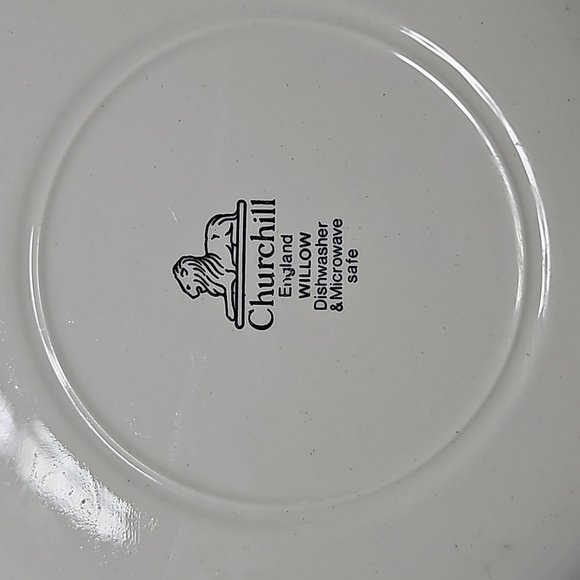 Churchill
England
WILLOW
Dishwasher
&Microwave
safe